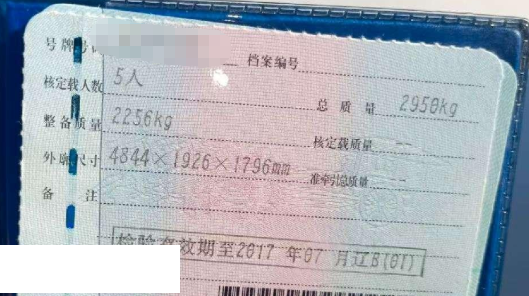 号牌号码 档案编号
核定载人数 5人 总质量 2950kg
整备质量 2256kg 核定载质量 --
外廓尺寸 4844×1926×1796mm 准牵引总质量 --
备注
检验有效期至2017年07月辽B(01)